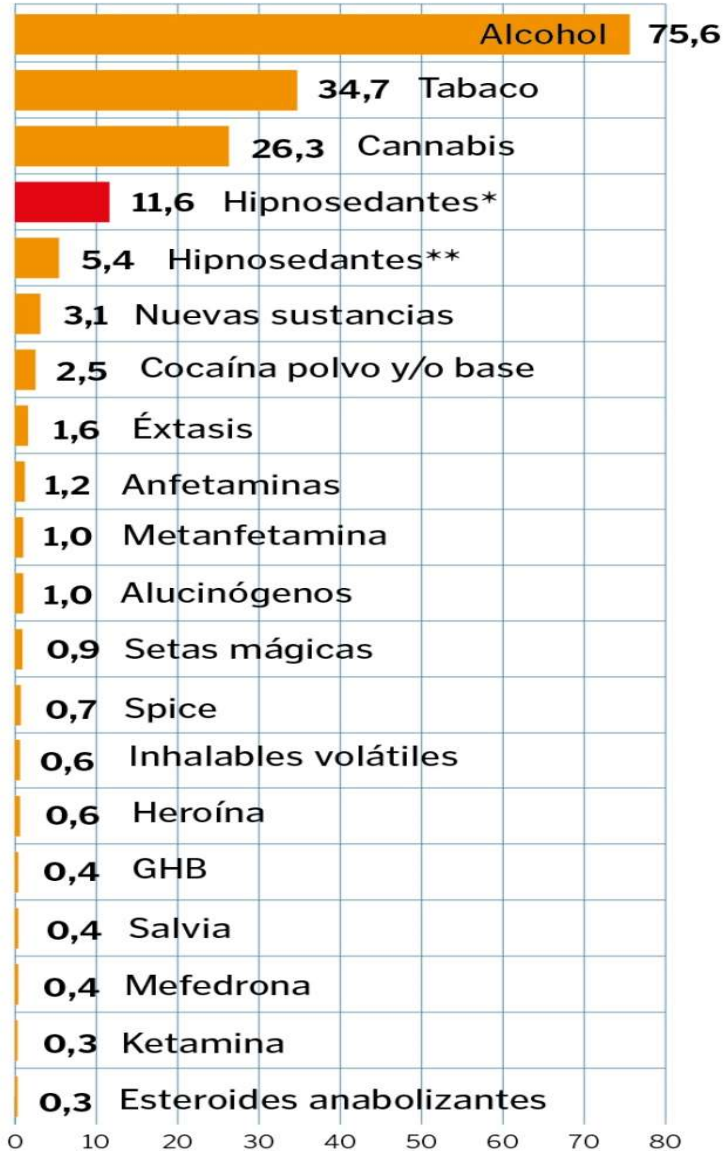 Alcohol 75,6
34,7 Tabaco
26,3 Cannabis
11,6 Hipnosedantes*
5,4 Hipnosedantes**
3,1 Nuevas sustancias
2,5 Cocaína polvo y/o base
1,6 Éxtasis
1,2 Anfetaminas
1,0 Metanfetamina
1,0 Alucinógenos
0,9 Setas mágicas
0,7 Spice
0,6 Inhalables volátiles
0,6 Heroína
0,4 GHB
0,4 Salvia
0,4 Mefedrona
0,3 Ketamina
0,3 Esteroides anabolizantes
0 10 20 30 40 50 60 70 80